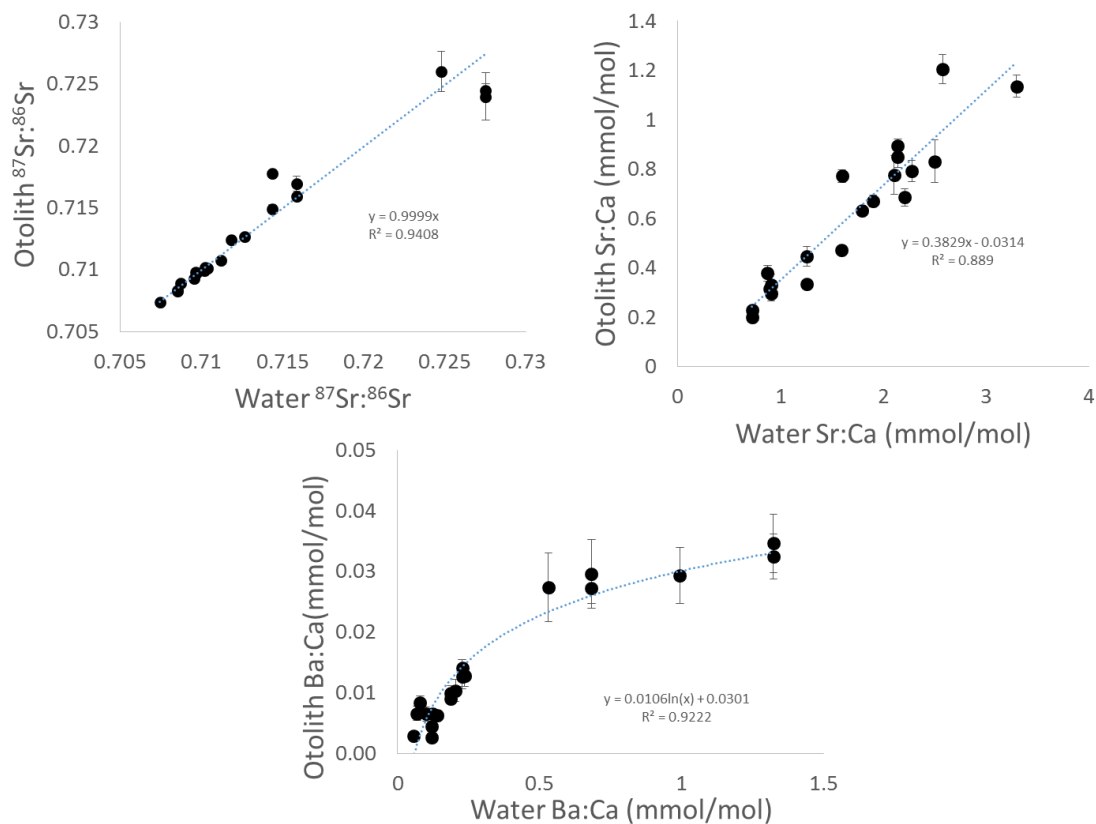 0.73
0.725
0.72
0.715
0.71
0.705
0.705 0.71 0.715 0.72 0.725 0.73
Otolith ⁸⁷Sr:⁸⁶Sr
Water ⁸⁷Sr:⁸⁶Sr
y = 0.9999x
R² = 0.9408
1.4
1.2
1
0.8
0.6
0.4
0.2
0
0 1 2 3 4
Otolith Sr:Ca (mmol/mol)
Water Sr:Ca (mmol/mol)
y = 0.3829x - 0.0314
R² = 0.889
0.05
0.04
0.03
0.02
0.01
0.00
0 0.5 1 1.5
Otolith Ba:Ca(mmol/mol)
Water Ba:Ca (mmol/mol)
y = 0.0106ln(x) + 0.0301
R² = 0.9222